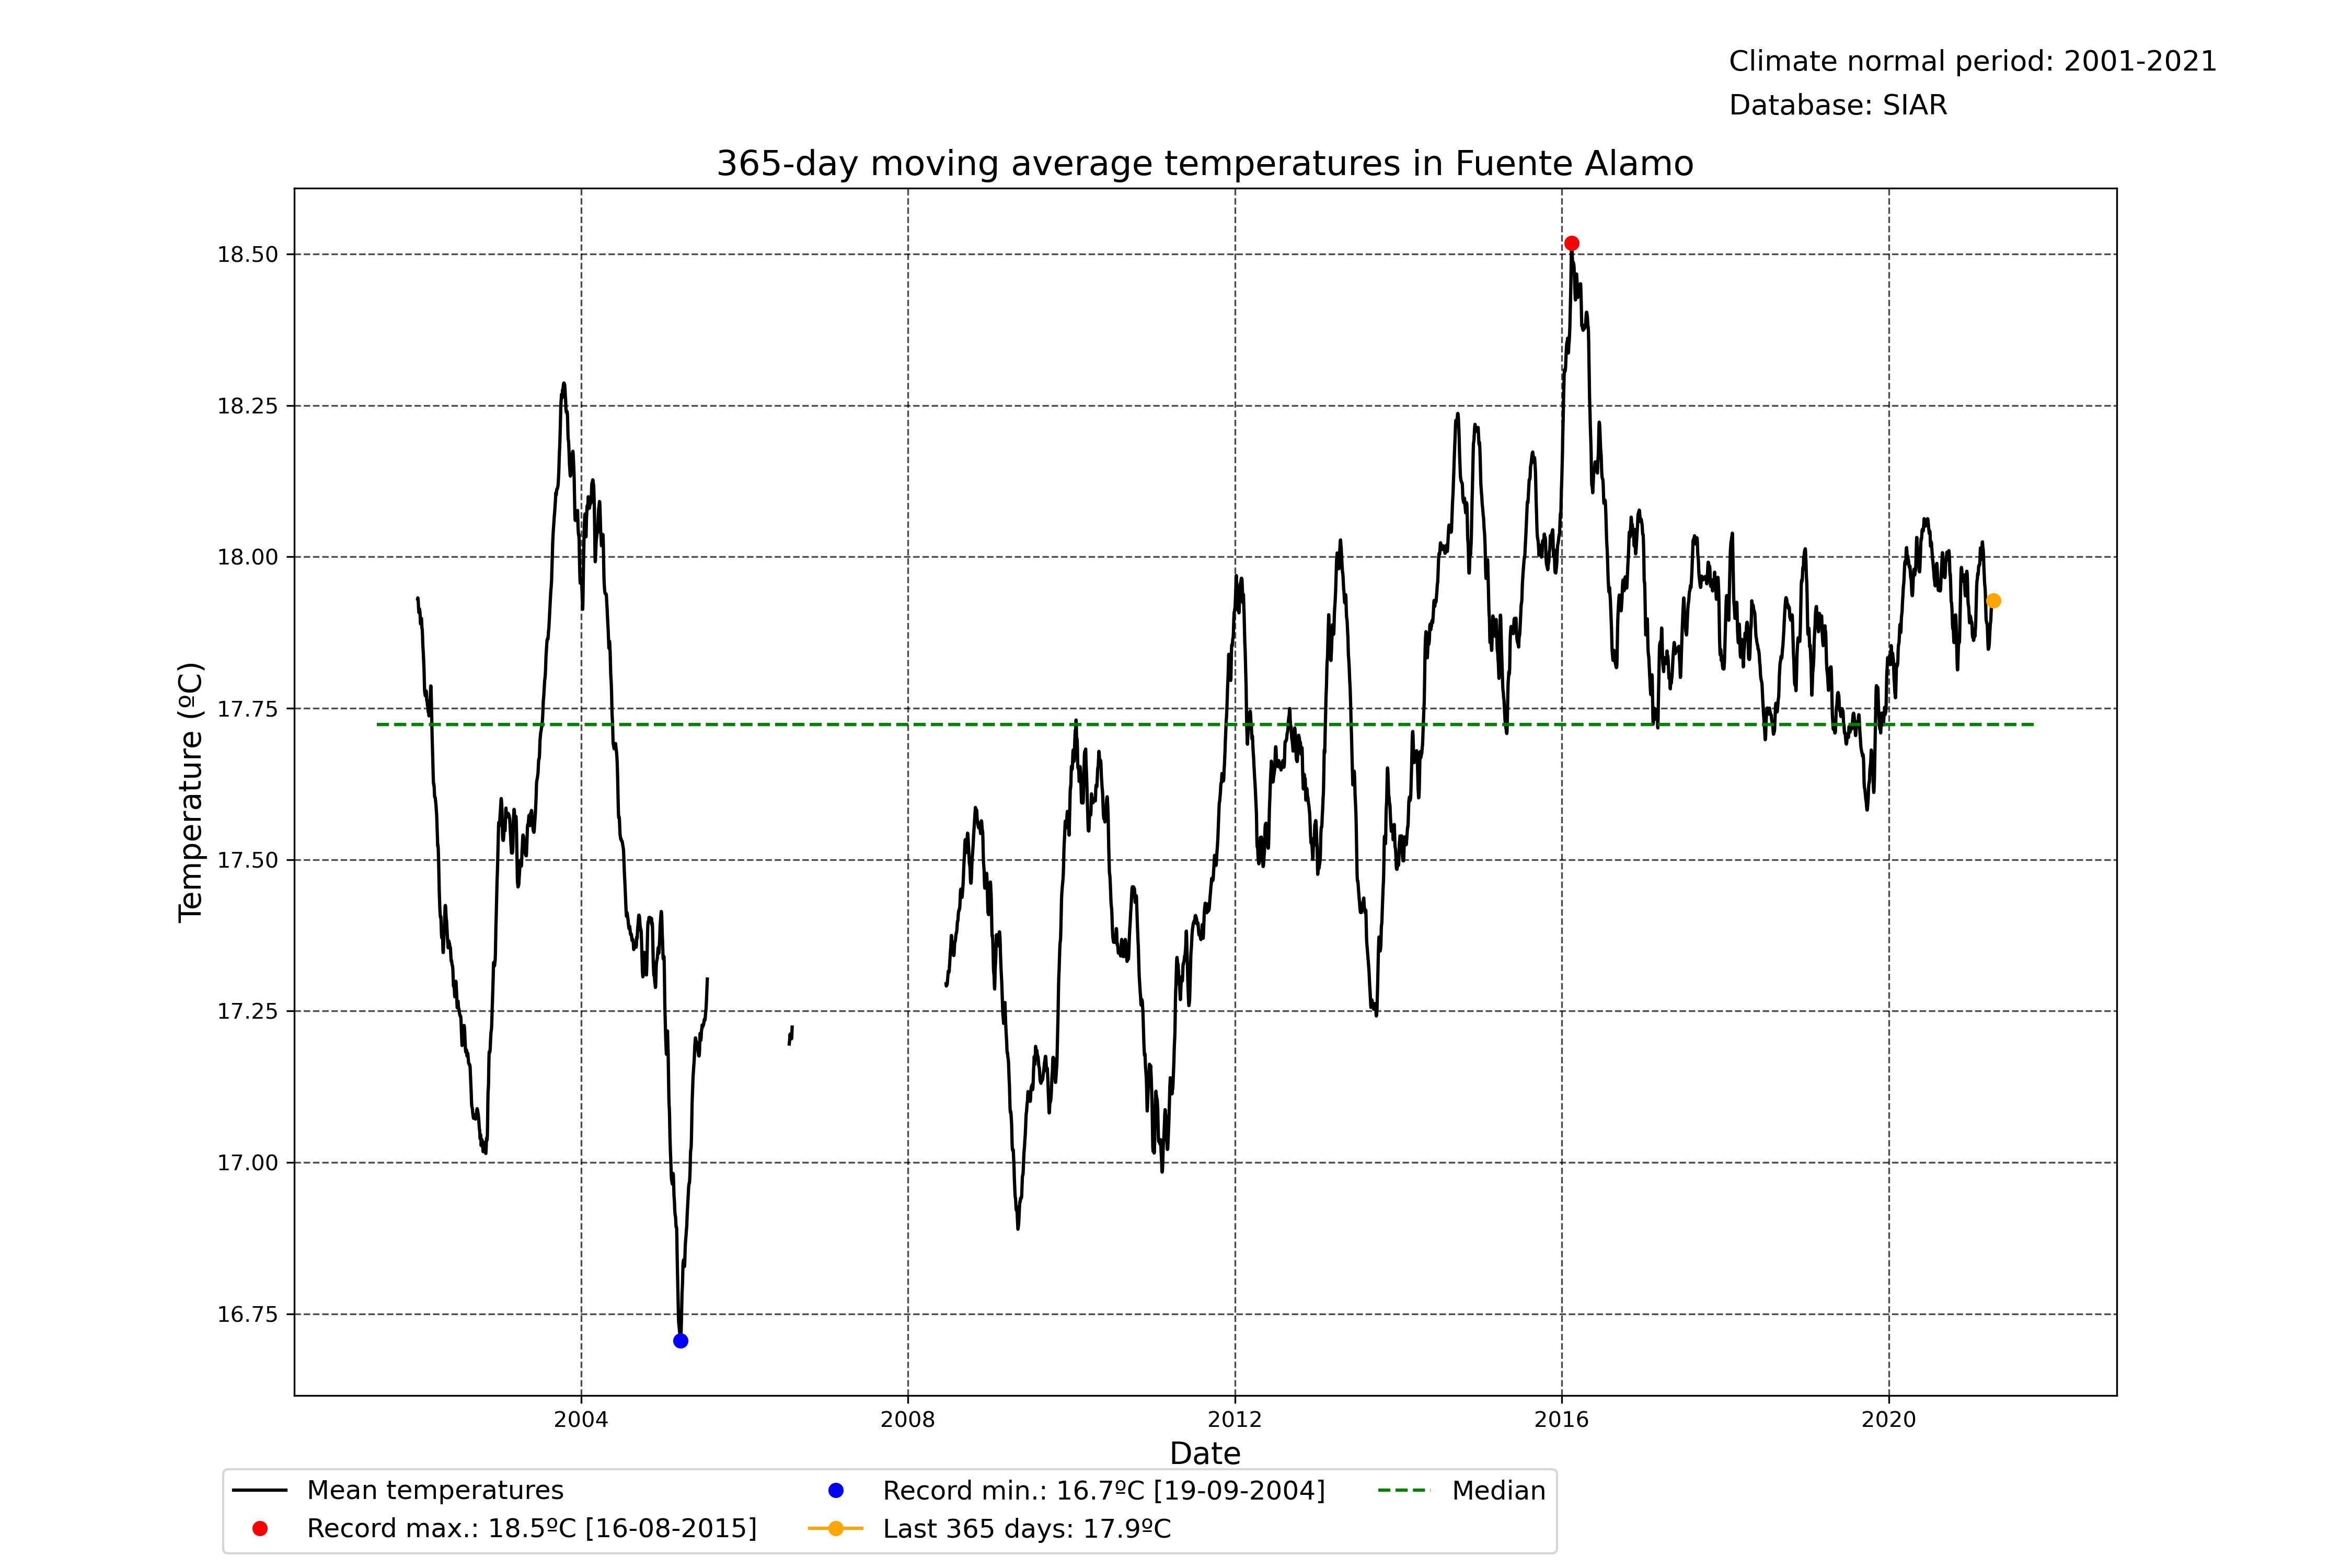 Climate normal period: 2001-2021
Database: SIAR
365-day moving average temperatures in Fuente Alamo
18.50
18.25
18.00
17.75
17.50
17.25
17.00
16.75
Temperature (ºC)
2004 2008 2012 2016 2020
Date
Mean temperatures Record min.: 16.7ºC [19-09-2004] Median
Record max.: 18.5ºC [16-08-2015] Last 365 days: 17.9ºC